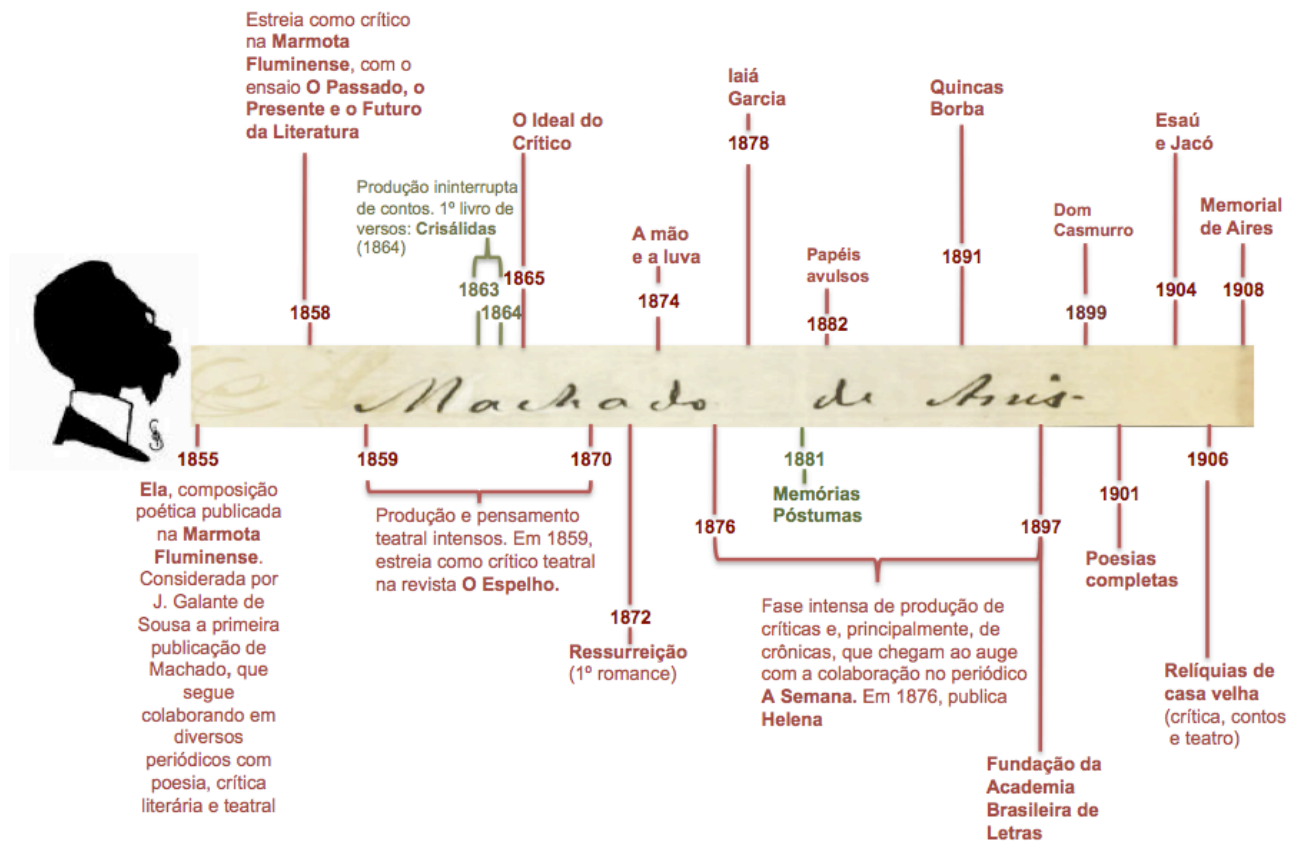 Estreia como crítico
na Marmota
Fluminense, com o
ensaio O Passado, o
Presente e o Futuro
da Literatura
1858
Produção ininterrupta
de contos. 1º livro de
versos: Crisálidas
(1864)
1863
1864
O Ideal do
Crítico
1865
A mão
e a luva
1874
Iaiá
Garcia
1878
Papéis
avulsos
1882
Quincas
Borba
1891
Dom
Casmurro
1899
Esaú
e Jacó
1904
Memorial
de Aires
1908
Machado de Assis
1855
Ela, composição
poética publicada
na Marmota
Fluminense.
Considerada por
J. Galante de
Sousa a primeira
publicação de
Machado, que
segue
colaborando em
diversos
periódicos com
poesia, crítica
literária e teatral
1859
1870
Produção e pensamento
teatral intensos. Em 1859,
estreia como crítico teatral
na revista O Espelho.
1872
Ressurreição
(1º romance)
1876
1897
Fase intensa de produção de
críticas e, principalmente, de
crônicas, que chegam ao auge
com a colaboração no periódico
A Semana. Em 1876, publica
Helena
1881
Memórias
Póstumas
Fundação da
Academia
Brasileira de
Letras
1901
Poesias
completas
1906
Relíquias de
casa velha
(crítica, contos
e teatro)